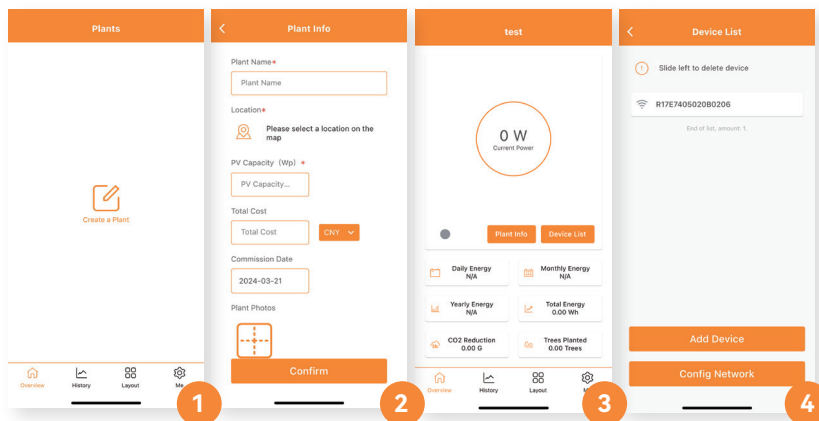 Plants
Create a Plant
Overview
History
Layout
Me
1
Plant Info
Plant Name*
Plant Name
Location*
Please select a location on the
map
PV Capacity (Wp) *
PV Capacity...
Total Cost
Total Cost
CNY
Commission Date
2024-03-21
Plant Photos
Confirm
2
test
0 W
Current Power
Plant Info
Device List
Daily Energy
N/A
Monthly Energy
N/A
Yearly Energy
N/A
Total Energy
0.00 Wh
CO2 Reduction
0.00 G
Trees Planted
0.00 Trees
Overview
History
Layout
3
Device List
Slide left to delete device
R17E7405020B0206
End of list, amount: 1.
Add Device
Config Network
4